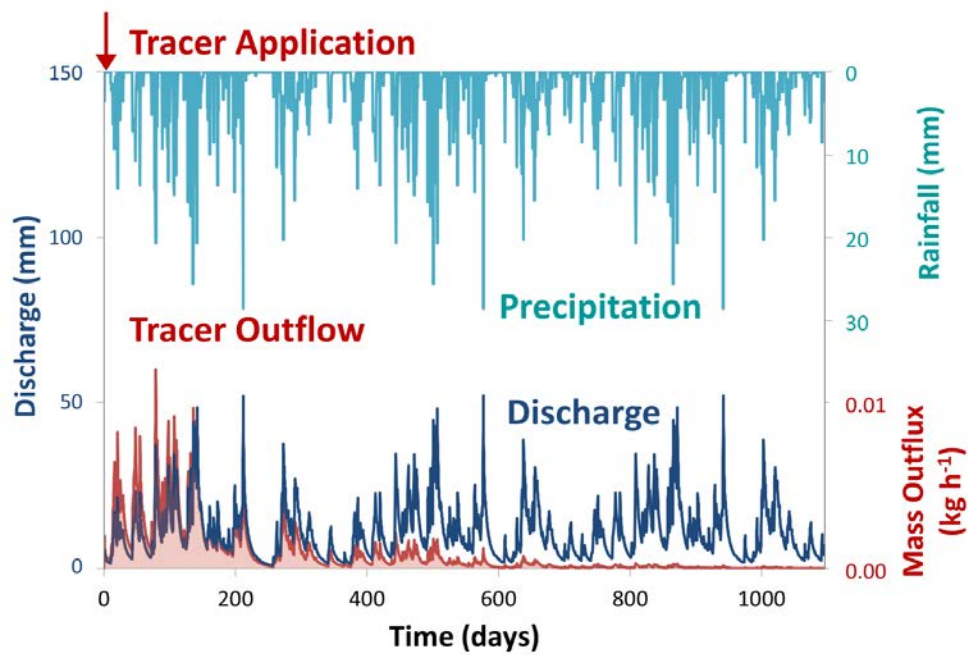 Tracer Application
150
100
50
0
Discharge (mm)
0
10
20
30
Rainfall (mm)
Precipitation
Tracer Outflow
Discharge
0.01
0.00
Mass Outflux
(kg h⁻¹)
0
200
400
600
800
1000
Time (days)